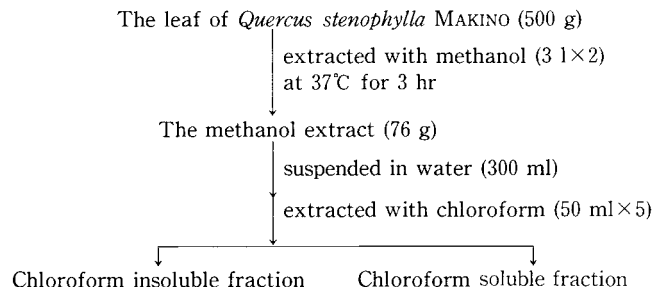 The leaf of Quercus stenophylla MAKINO (500 g)
extracted with methanol (3 l×2)
at 37℃ for 3 hr
The methanol extract (76 g)
suspended in water (300 ml)
extracted with chloroform (50 ml×5)
Chloroform insoluble fraction Chloroform soluble fraction